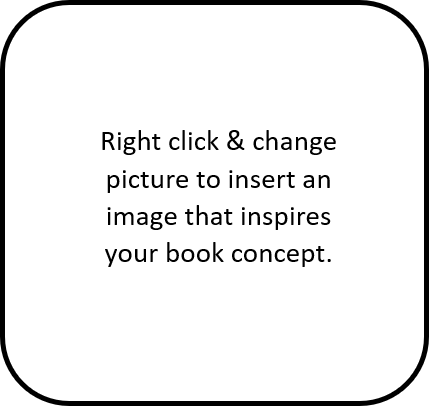 Right click & change
picture to insert an
image that inspires
your book concept.